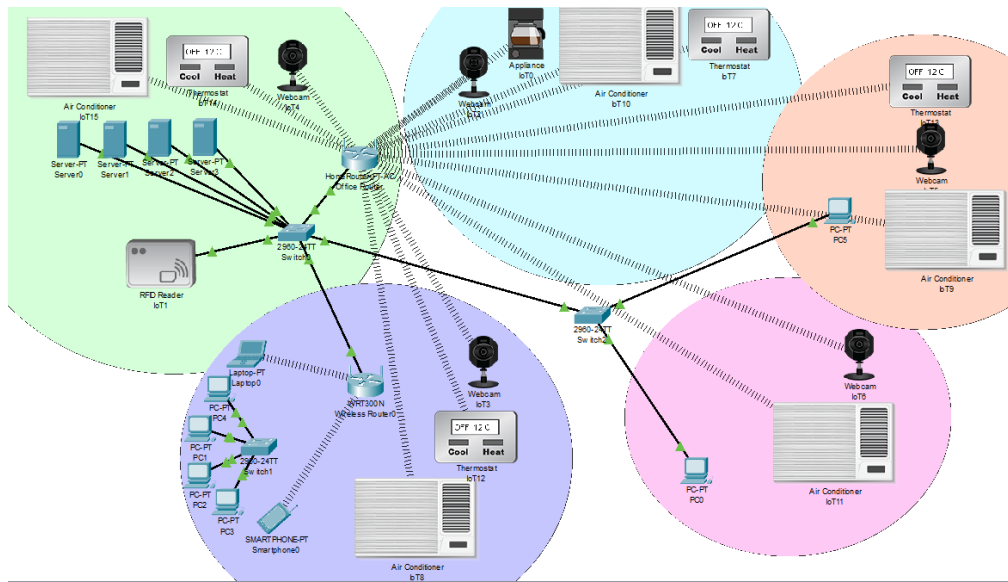 OFF 12 C
Cool Heat
Air Conditioner
IoT15
Thermostat
IoT14
Webcam
IoT4
Server-PT
Server0
Server-PT
Server1
Server-PT
Server2
Server-PT
Server3
HomeRouter-PT-AC
Office Router
2960-24TT
Switch0
RFID Reader
IoT1
Appliance
IoT0
Webcam
Air Conditioner
IoT10
OFF 12 C
Cool Heat
Thermostat
IoT7
OFF 12 C
Cool Heat
Thermostat
IoT13
Webcam
PC-PT
PC5
Air Conditioner
IoT9
2960-24TT
Switch2
Webcam
IoT6
PC-PT
PC0
Air Conditioner
IoT11
Laptop-PT
Laptop0
PC-PT
PC4
WRT300N
Wireless Router0
Webcam
IoT3
PC-PT
PC1
2960-24TT
Switch1
OFF 12 C
Cool Heat
Thermostat
IoT12
PC-PT
PC2
PC-PT
PC3
SMARTPHONE-PT
Smartphone0
Air Conditioner
IoT8